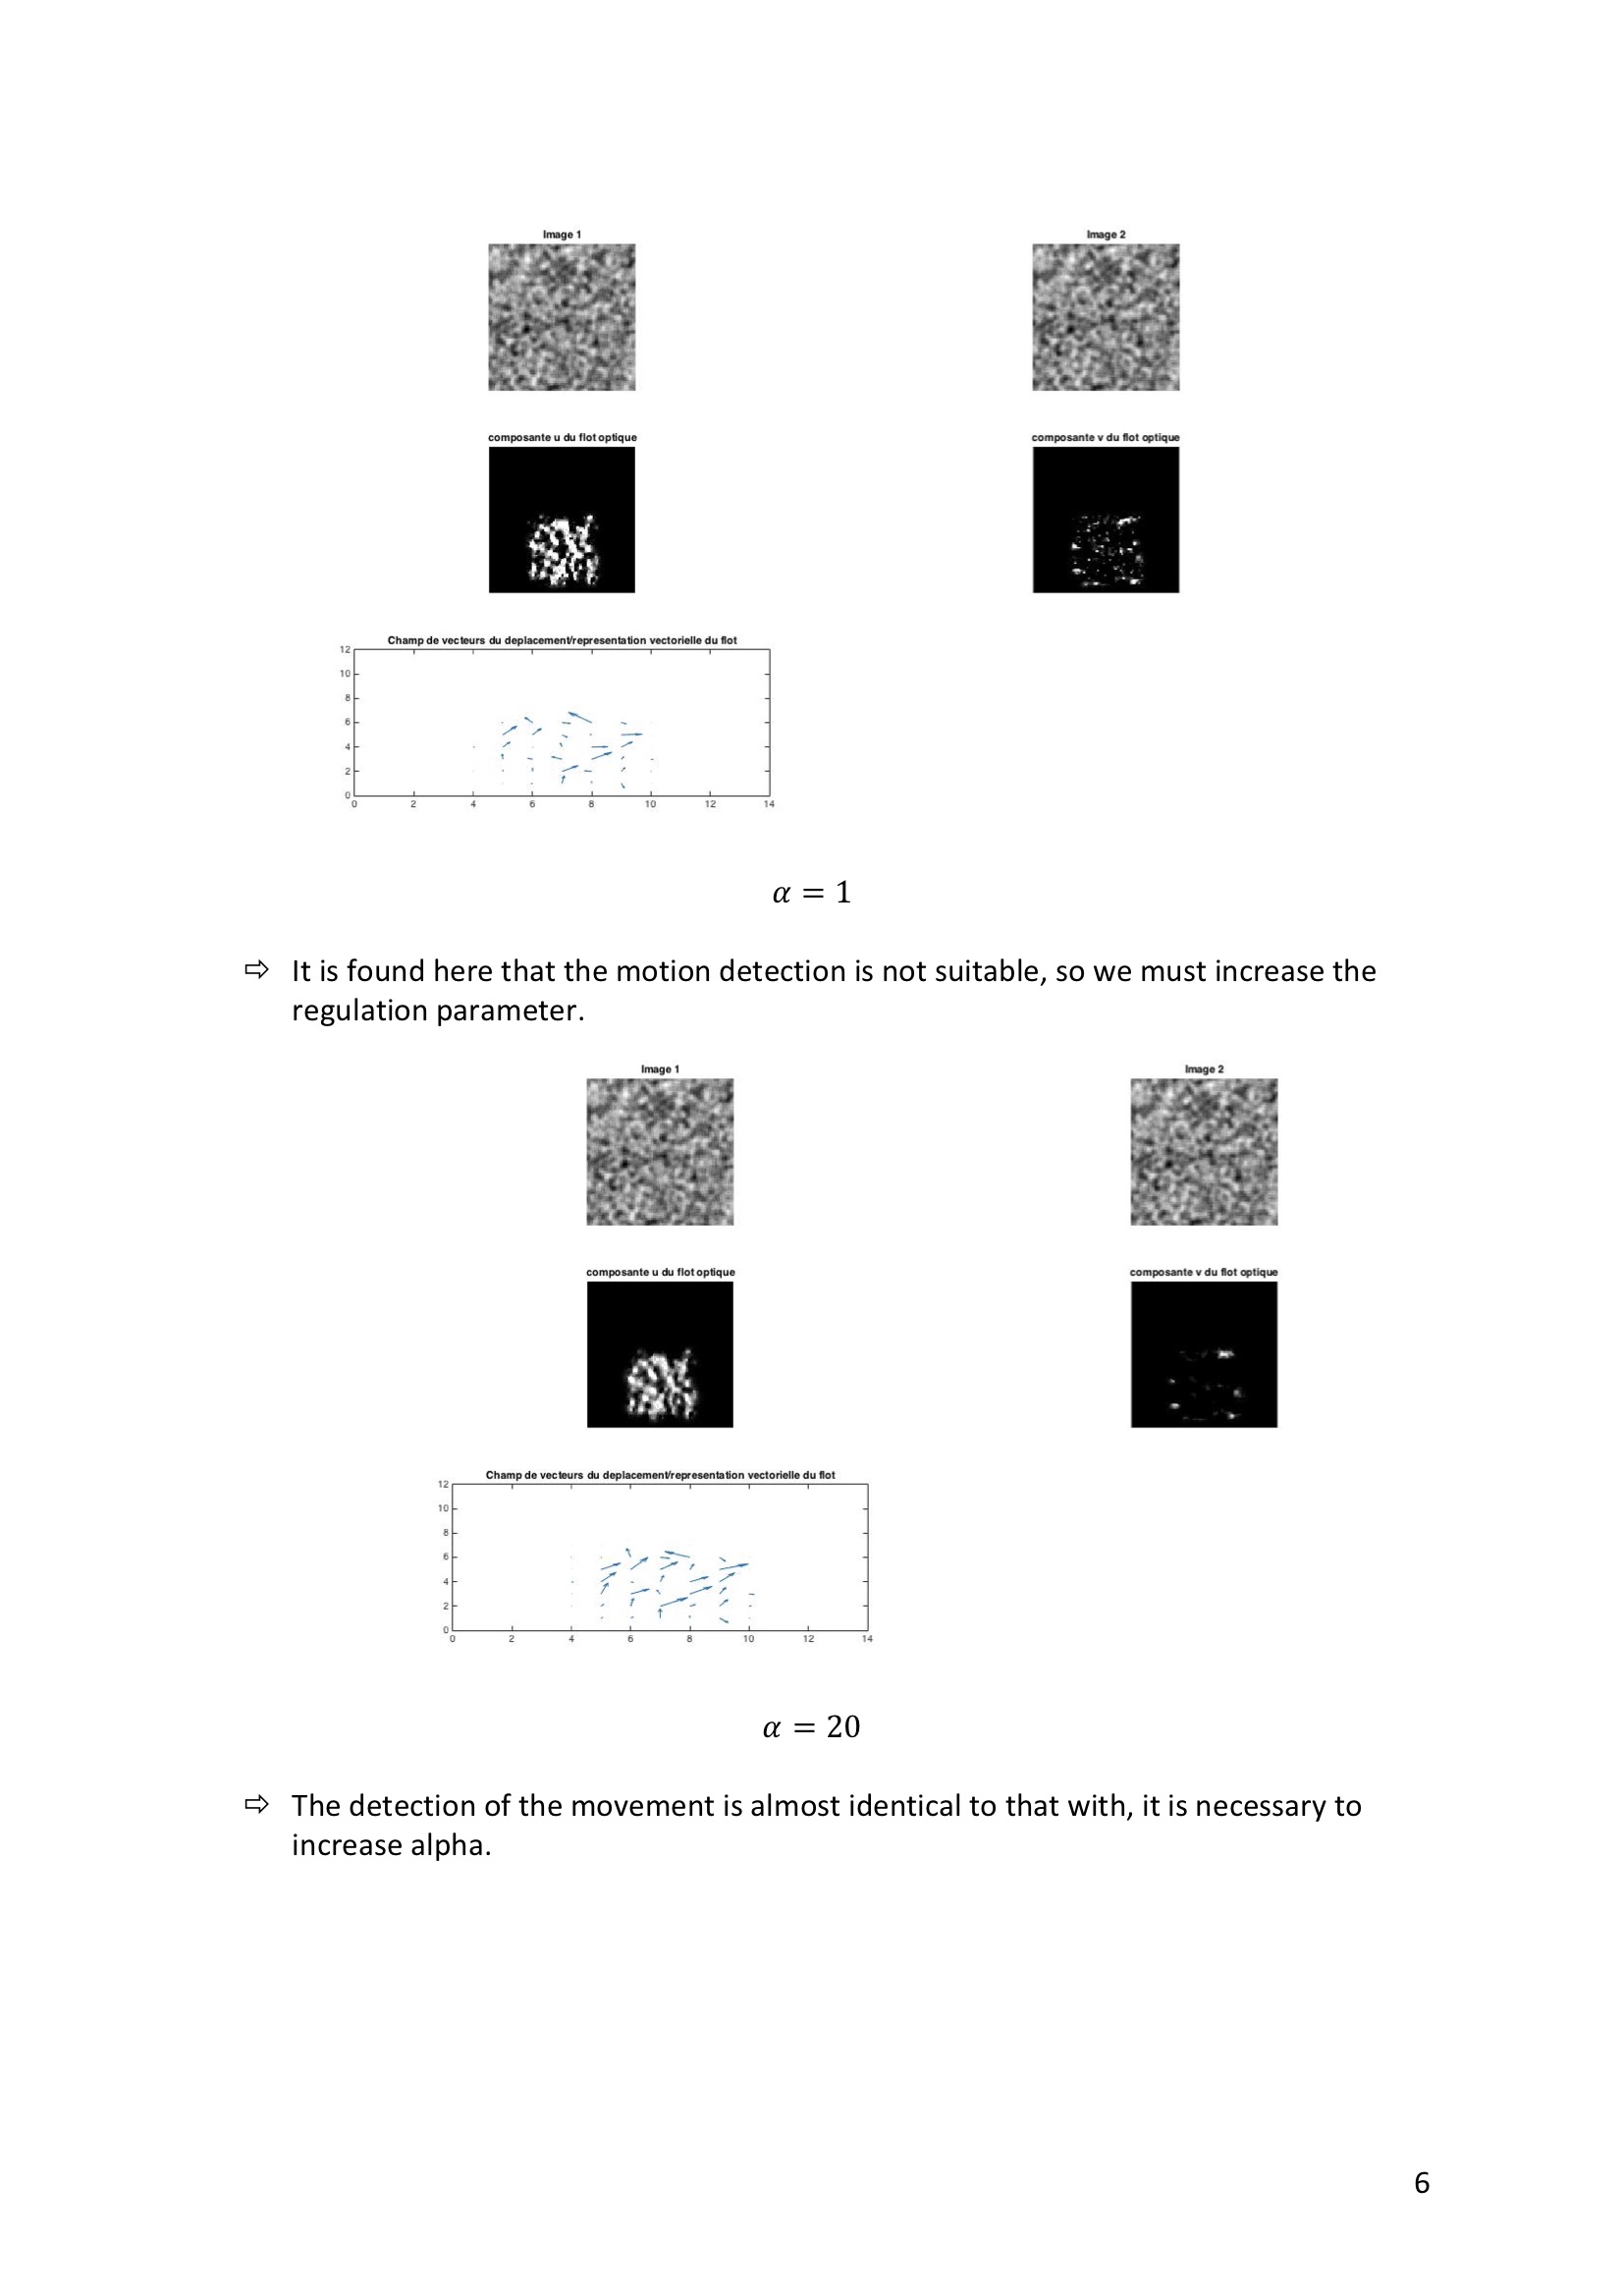 Image 1
Image 2
composante u du flot optique
composante v du flot optique
Champ de vecteurs du deplacement/representation vectorielle du flot
12
10
8
6
4
2
0
0 2 4 6 8 10 12 14
α = 1
⇨ It is found here that the motion detection is not suitable, so we must increase the
regulation parameter.
Image 1
Image 2
composante u du flot optique
composante v du flot optique
Champ de vecteurs du deplacement/representation vectorielle du flot
12
10
8
6
4
2
0
0 2 4 6 8 10 12 14
α = 20
⇨ The detection of the movement is almost identical to that with, it is necessary to
increase alpha.
6